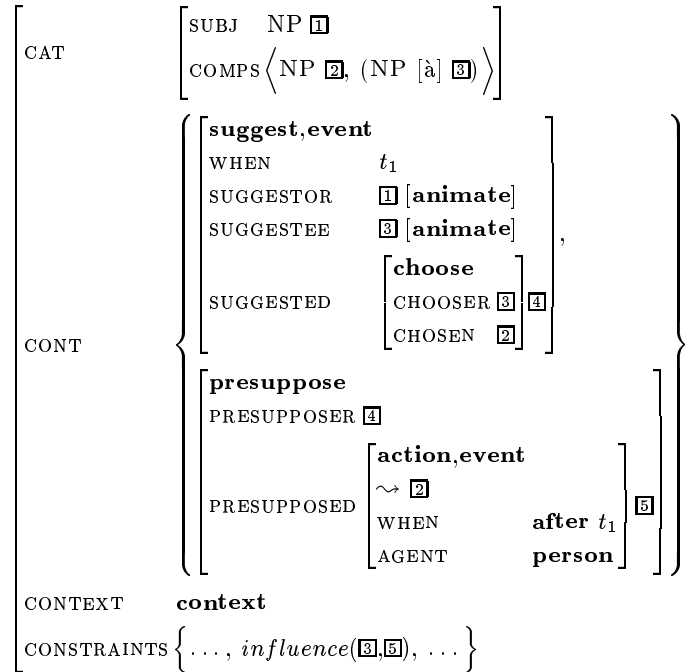 CAT
SUBJ NP 1
COMPS ⟨NP 2, (NP [à] 3)⟩
CONT
suggest,event
WHEN t₁
SUGGESTOR 1 [animate]
SUGGESTEE 3 [animate]
SUGGESTED
choose
CHOOSER 3
CHOSEN 2
4
,
presuppose
PRESUPPOSER 4
PRESUPPOSED
action,event
⤳ 2
WHEN after t₁
AGENT person
5
CONTEXT context
CONSTRAINTS {..., influence(3,5), ...}